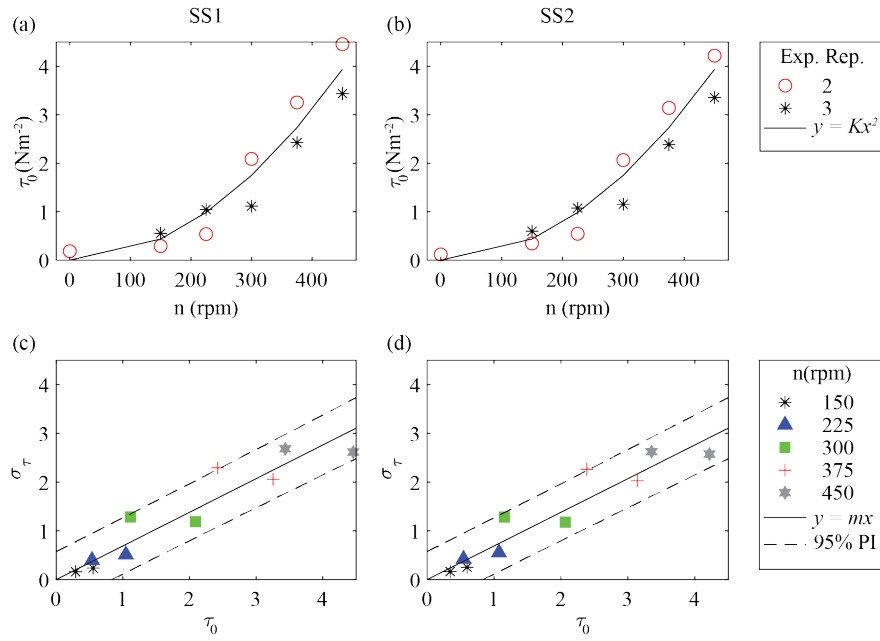 SS1
SS2
(a)
(b)
4
3
2
1
0
τ0(Nm-2)
0
100
200
300
400
n (rpm)
4
3
2
1
0
τ0(Nm-2)
0
100
200
300
400
n (rpm)
Exp. Rep.
2
3
y = Kx²
(c)
(d)
4
3
2
1
0
στ
0
1
2
3
4
τ0
4
3
2
1
0
στ
0
1
2
3
4
τ0
n(rpm)
150
225
300
375
450
y = mx
95% PI